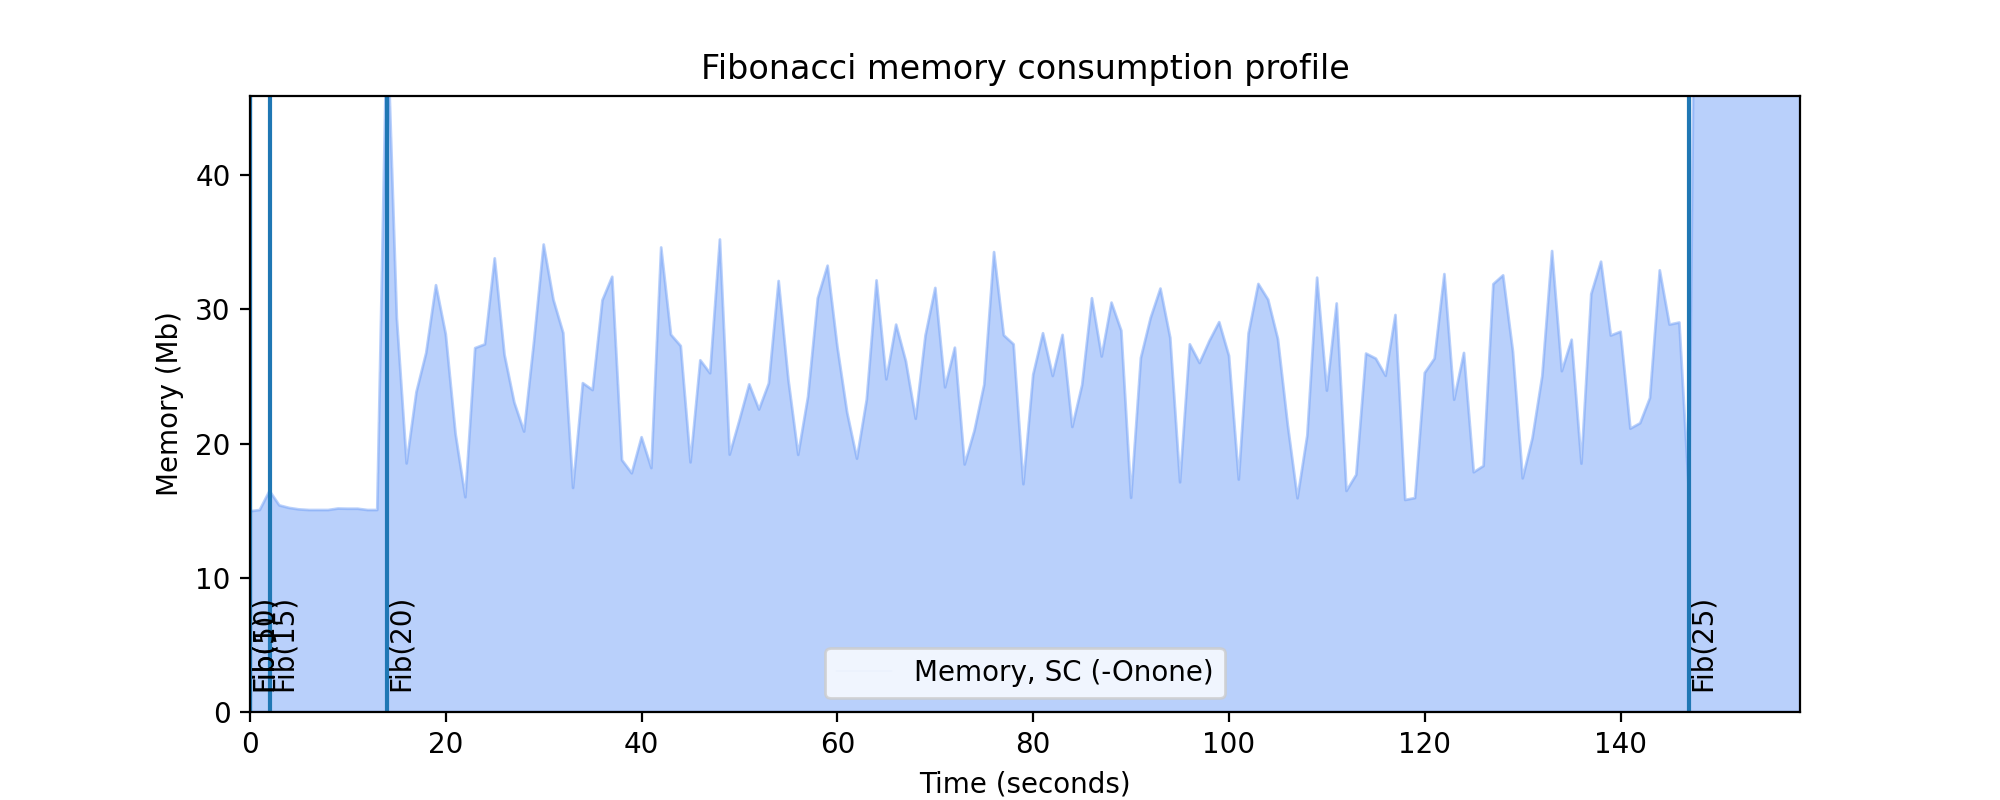 Fibonacci memory consumption profile
Memory (Mb)
40
30
20
10
0
Fib(15)
Fib(20)
Fib(25)
Memory, SC (-Onone)
0 20 40 60 80 100 120 140
Time (seconds)